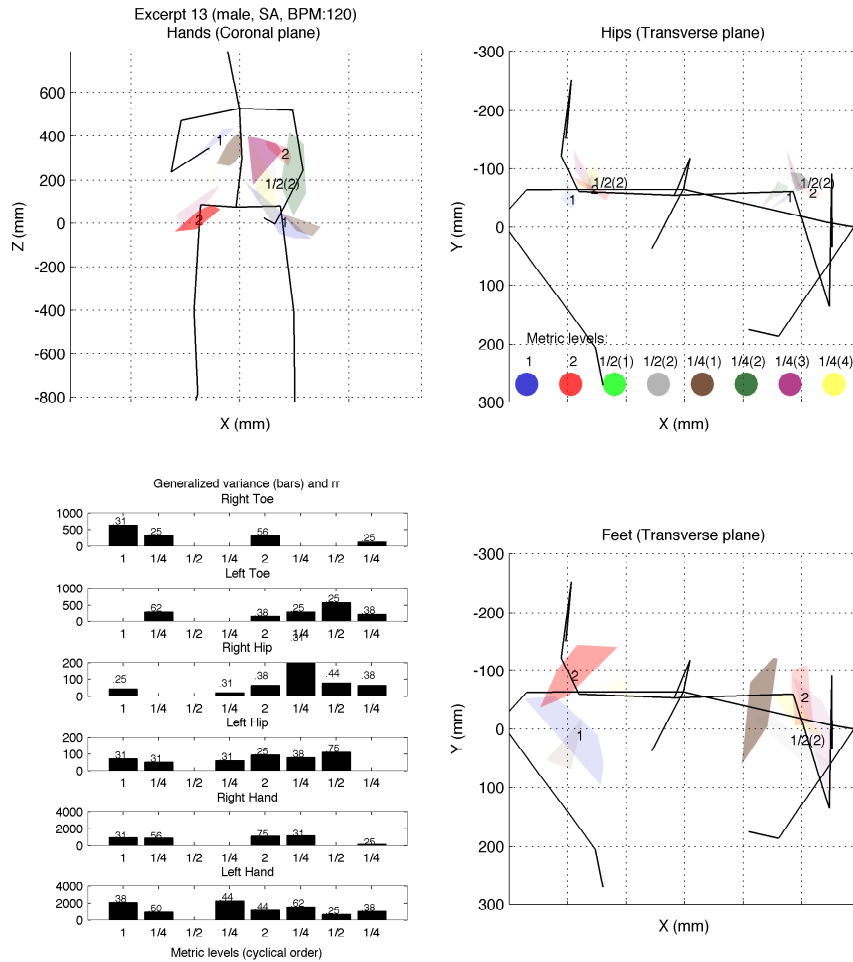 Excerpt 13 (male, SA, BPM:120)
Hands (Coronal plane)
600
400
200
0
-200
-400
-600
-800
Z (mm)
X (mm)
1
2
1/2(2)
2
1
Hips (Transverse plane)
-300
-200
-100
0
100
200
300
Y (mm)
X (mm)
1/2(2)
2
1
1/2(2)
2
1
Metric levels:
1 2 1/2(1) 1/2(2) 1/4(1) 1/4(2) 1/4(3) 1/4(4)
Generalized variance (bars) and
Right Toe
1000
500
0
.31 .25 .56 .25
1 1/4 1/2 1/4 2 1/4 1/2 1/4
Left Toe
1000
500
0
.62 .38 .25 .25 .38
1 1/4 1/2 1/4 2 1/4 1/2 1/4
Right Hip
200
100
0
.25 .31 .38 .31 .44 .38
1 1/4 1/2 1/4 2 1/4 1/2 1/4
Left Hip
200
100
0
.31 .31 .31 .25 .38 .75
1 1/4 1/2 1/4 2 1/4 1/2 1/4
Right Hand
4000
2000
0
.31 .56 .75 .31 .25
1 1/4 1/2 1/4 2 1/4 1/2 1/4
Left Hand
4000
2000
0
.38 .50 .44 .44 .62 .25 .38
1 1/4 1/2 1/4 2 1/4 1/2 1/4
Metric levels (cyclical order)
Feet (Transverse plane)
-300
-200
-100
0
100
200
300
Y (mm)
X (mm)
2
1
2
1/2(2)